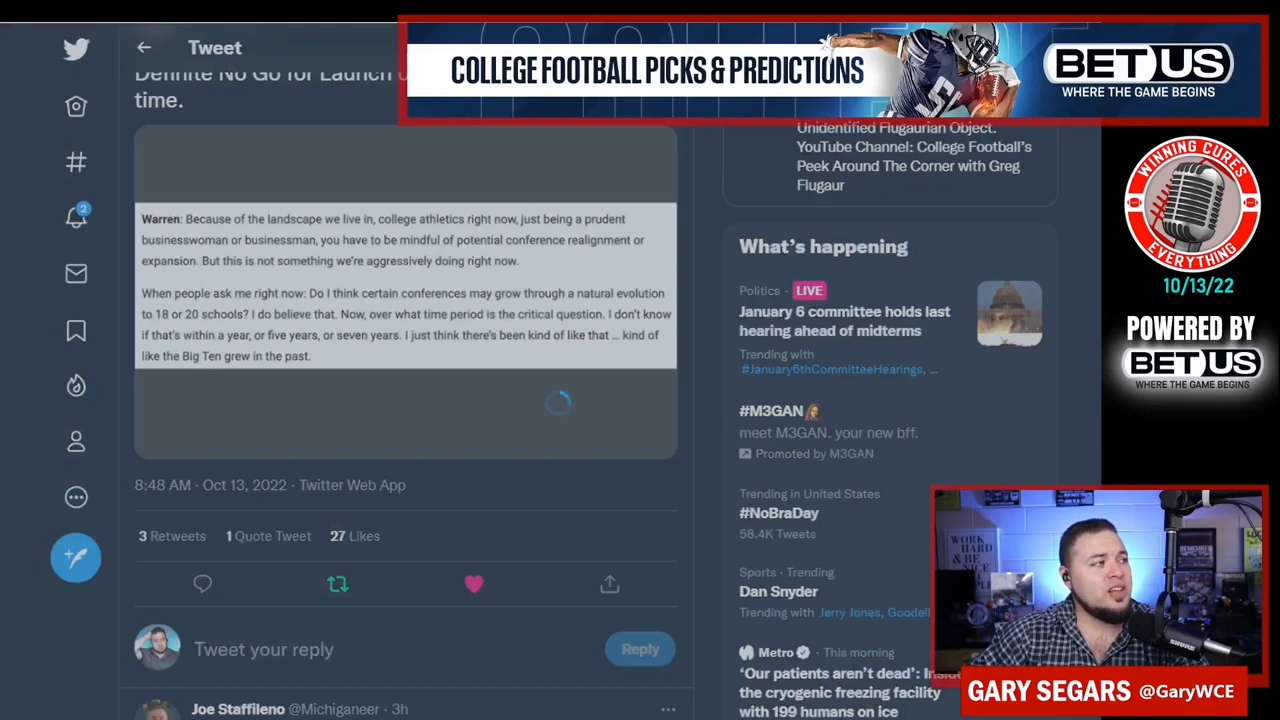 Tweet
Definite No Go for Launch
time.
Warren: Because of the landscape we live in, college athletics right now, just being a prudent
businesswoman or businessman, you have to be mindful of potential conference realignment or
expansion. But this is not something we're aggressively doing right now.
When people ask me right now: Do I think certain conferences may grow through a natural evolution
to 18 or 20 schools? I do believe that. Now, over what time period is the critical question. I don't know
if that's within a year, or five years, or seven years. I just think there's been kind of like that ... kind of
like the Big Ten grew in the past.
8:48 AM · Oct 13, 2022 · Twitter Web App
3 Retweets 1 Quote Tweet 27 Likes
Tweet your reply
Reply
Joe Staffileno @Michiganeer · 3h
2
COLLEGE FOOTBALL PICKS & PREDICTIONS
BETUS
WHERE THE GAME BEGINS
Unidentified Flugaurian Object.
YouTube Channel: College Football's
Peek Around The Corner with Greg
Flugaur
What's happening
Politics · LIVE
January 6 committee holds last
hearing ahead of midterms
Trending with
#January6thCommitteeHearings, ...
#M3GAN
meet M3GAN. your new bff.
Promoted by M3GAN
Trending in United States
#NoBraDay
58.4K Tweets
Sports · Trending
Dan Snyder
Trending with Jerry Jones, Goodell
Metro · This morning
'Our patients aren't dead':
the cryogenic freezing facility
with 199 humans on ice
WINNING CURES
EVERYTHING
10/13/22
POWERED BY
BETUS
WHERE THE GAME BEGINS
WORK
HARD &
SHURE
GARY SEGARS @GaryWCE